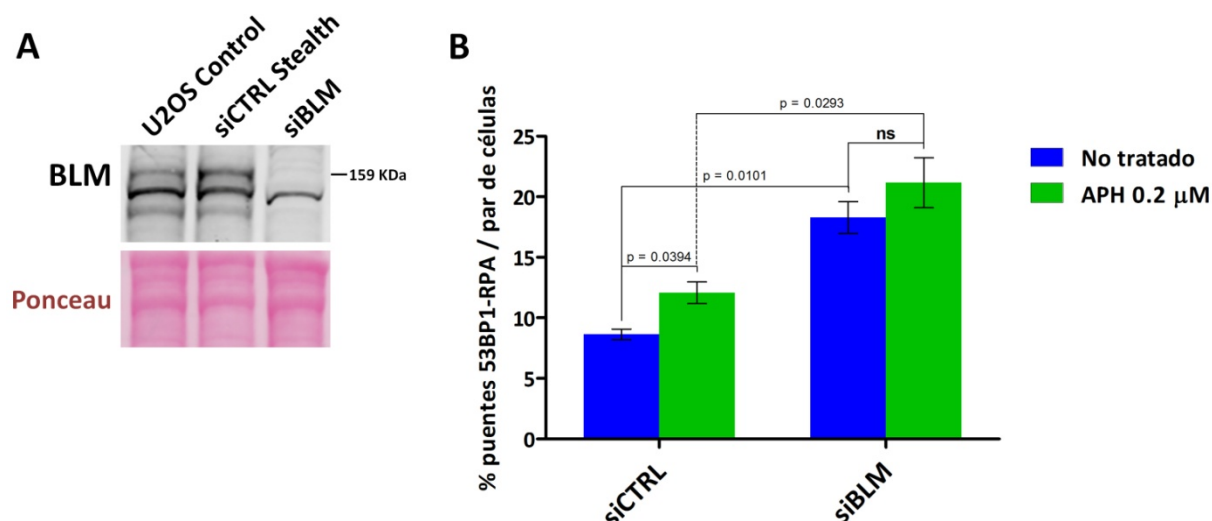 A
U2OS Control
siCTRL Stealth
siBLM
BLM
159 KDa
Ponceau
B
% puentes 53BP1-RPA / par de células
25
20
15
10
5
0
p = 0.0293
ns
p = 0.0101
p = 0.0394
siCTRL
siBLM
No tratado
APH 0.2 µM